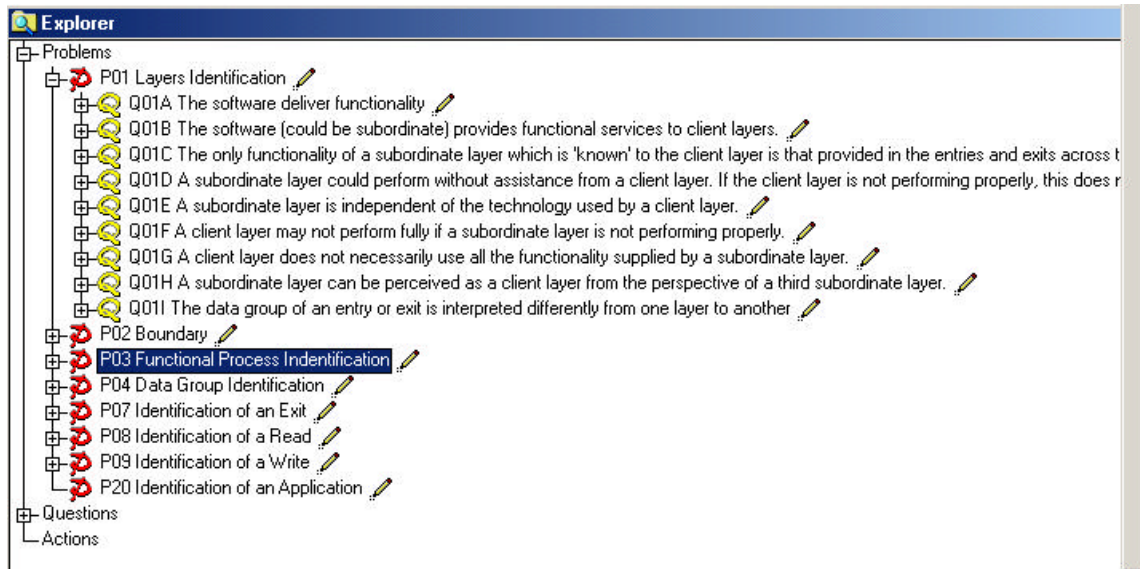 Explorer
Problems
P01 Layers Identification
Q01A The software deliver functionality
Q01B The software (could be subordinate) provides functional services to client layers.
Q01C The only functionality of a subordinate layer which is 'known' to the client layer is that provided in the entries and exits across
Q01D A subordinate layer could perform without assistance from a client layer. If the client layer is not performing properly, this does
Q01E A subordinate layer is independent of the technology used by a client layer.
Q01F A client layer may not perform fully if a subordinate layer is not performing properly.
Q01G A client layer does not necessarily use all the functionality supplied by a subordinate layer.
Q01H A subordinate layer can be perceived as a client layer from the perspective of a third subordinate layer.
Q01I The data group of an entry or exit is interpreted differently from one layer to another
P02 Boundary
P03 Functional Process Indentification
P04 Data Group Identification
P07 Identification of an Exit
P08 Identification of a Read
P09 Identification of a Write
P20 Identification of an Application
Questions
Actions